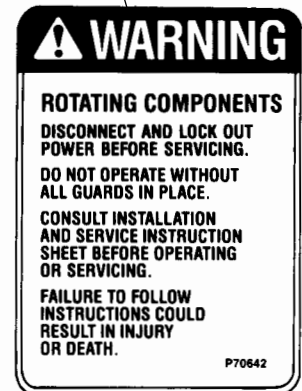 WARNING
ROTATING COMPONENTS
DISCONNECT AND LOCK OUT
POWER BEFORE SERVICING.
DO NOT OPERATE WITHOUT
ALL GUARDS IN PLACE.
CONSULT INSTALLATION
AND SERVICE INSTRUCTION
SHEET BEFORE OPERATING
OR SERVICING.
FAILURE TO FOLLOW
INSTRUCTIONS COULD
RESULT IN INJURY
OR DEATH.
P70642